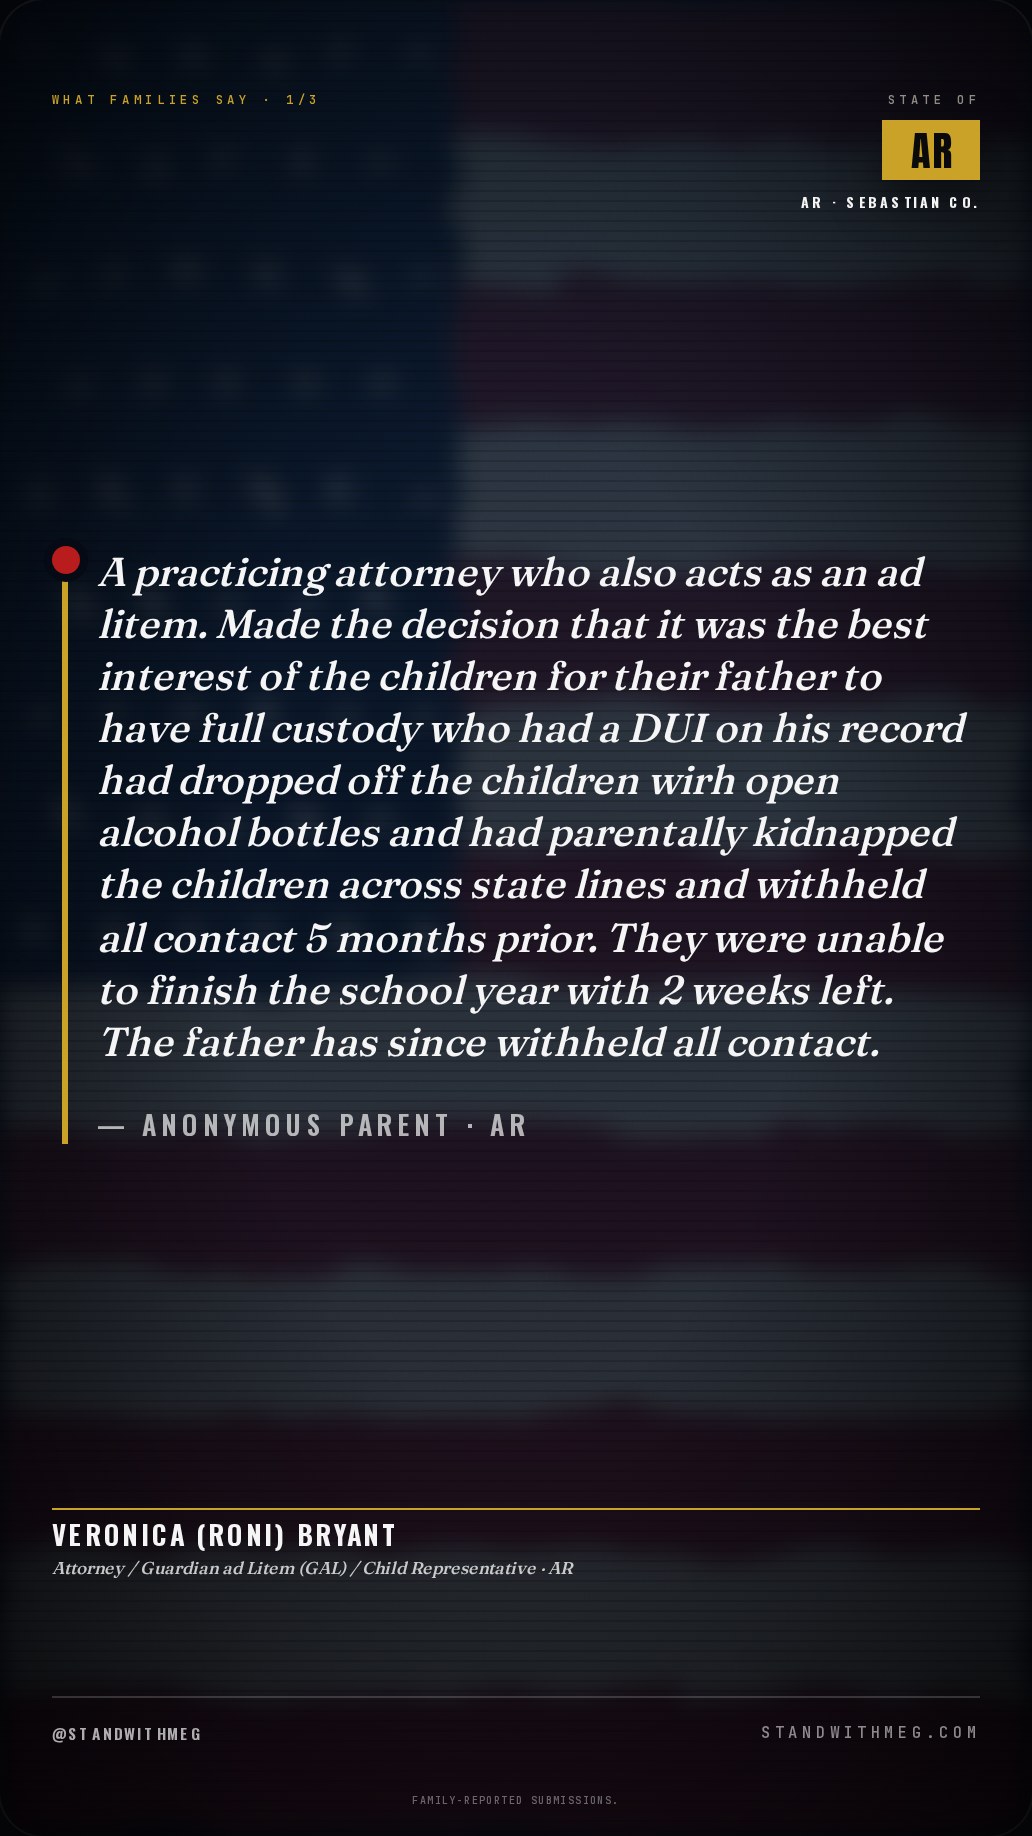 WHAT FAMILIES SAY · 1/3
STATE OF
AR
AR · SEBASTIAN CO.
A practicing attorney who also acts as an ad
litem. Made the decision that it was the best
interest of the children for their father to
have full custody who had a DUI on his record
had dropped off the children wirh open
alcohol bottles and had parentally kidnapped
the children across state lines and withheld
all contact 5 months prior. They were unable
to finish the school year with 2 weeks left.
The father has since withheld all contact.
— ANONYMOUS PARENT · AR
VERONICA (RONI) BRYANT
Attorney / Guardian ad Litem (GAL) / Child Representative · AR
@STANDWITHMEG
STANDWITHMEG.COM
FAMILY-REPORTED SUBMISSIONS.